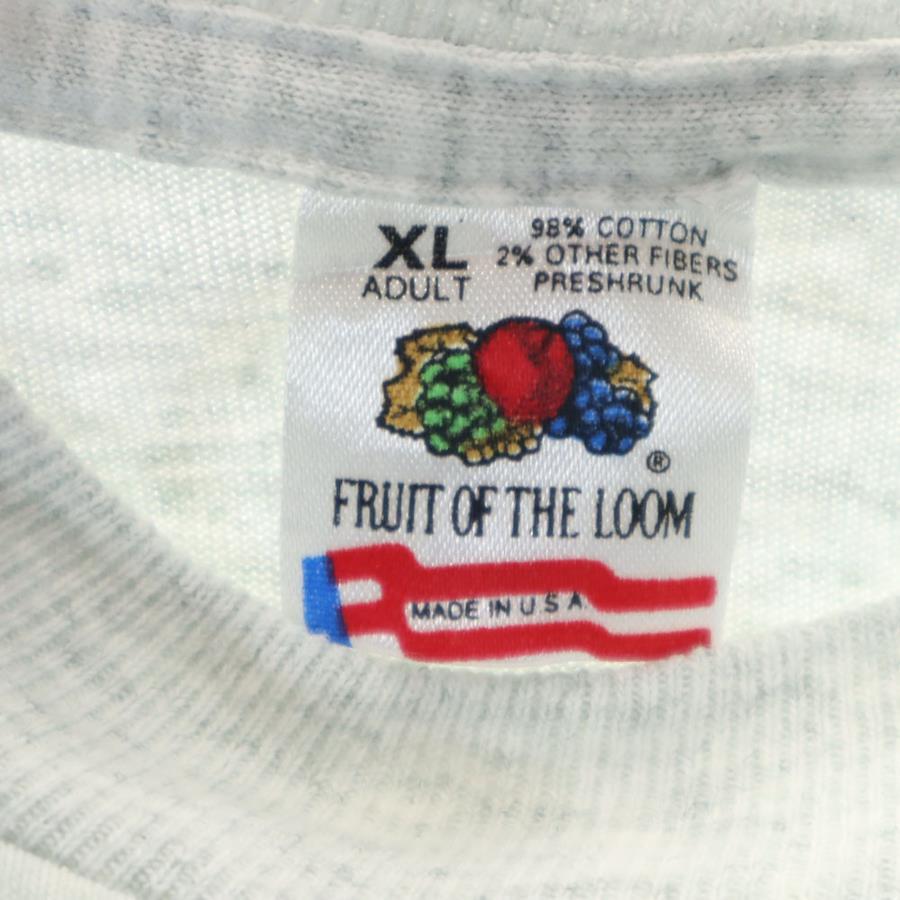 XL
ADULT
98% COTTON
2% OTHER FIBERS
PRESHRUNK
®
FRUIT OF THE LOOM
MADE IN U S A